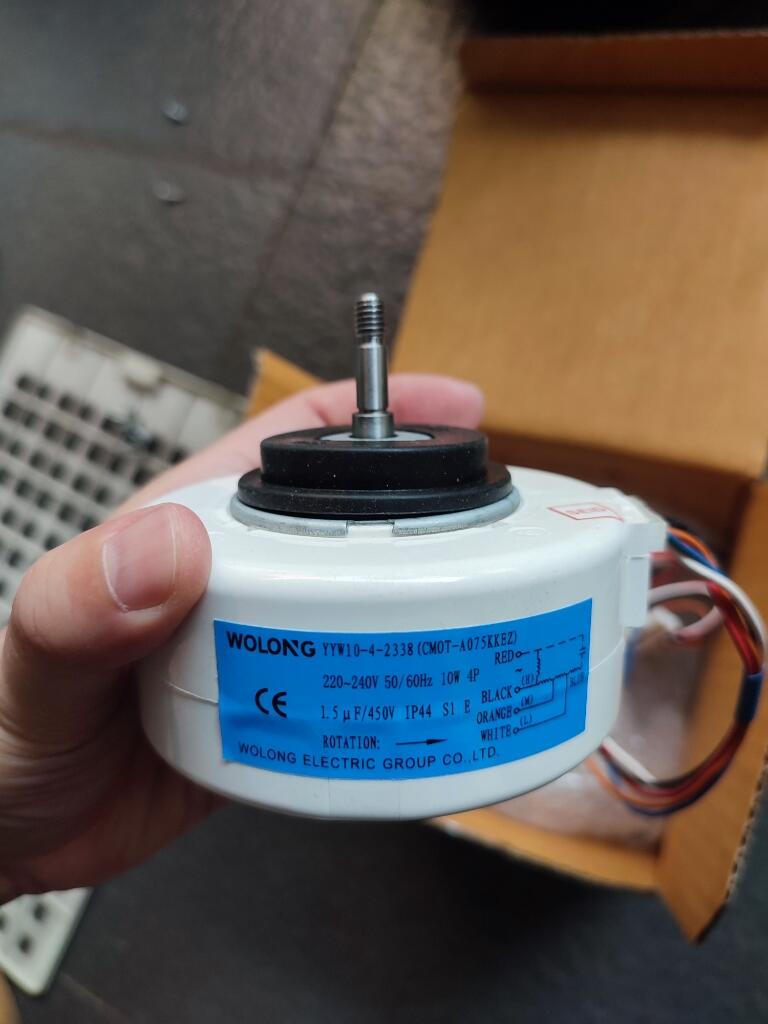 WOLONG YYW10-4-2338(CMOT-A075KKEZ)
220~240V 50/60Hz 10W 4P
CE 1.5μF/450V IP44 S1 E
ROTATION:
WOLONG ELECTRIC GROUP CO.,LTD.
RED
~
BLACK (H)
ORANGE (M)
WHITE (L)